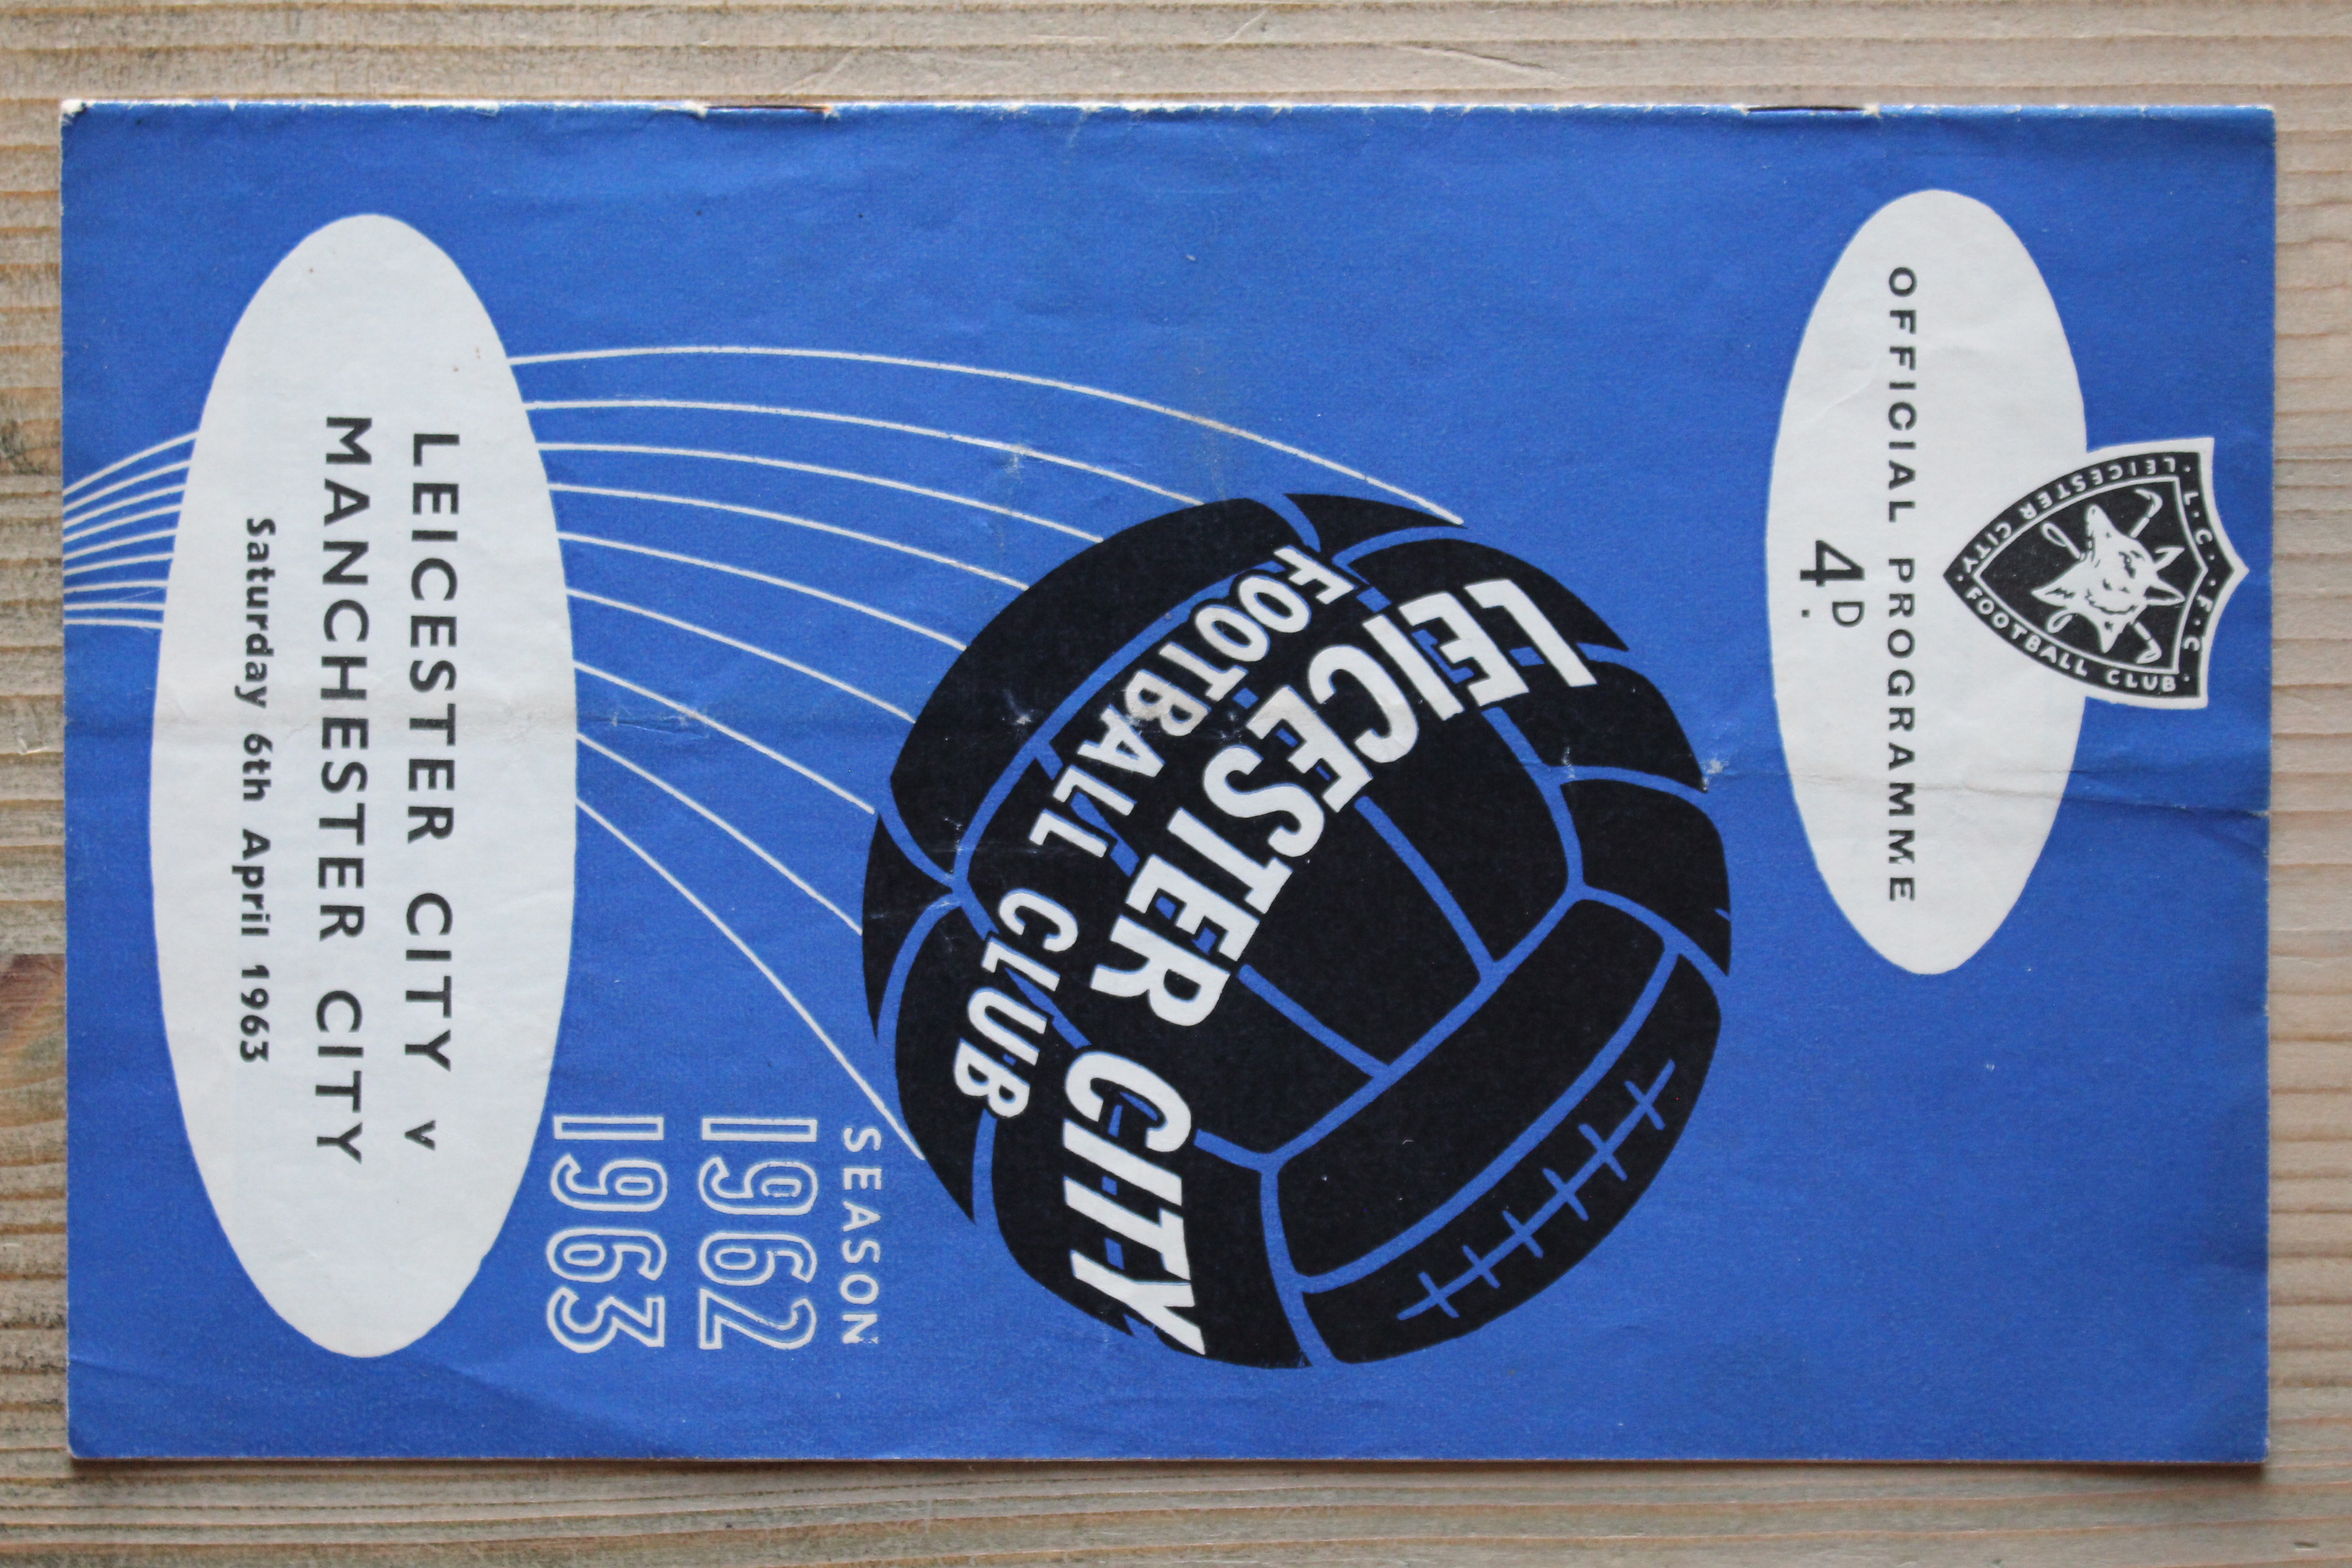 L·C·F·C
LEICESTER CITY · FOOTBALL CLUB
OFFICIAL PROGRAMME
4D.
LEICESTER CITY
FOOTBALL CLUB
SEASON
1962
1963
LEICESTER CITY v
MANCHESTER CITY
Saturday 6th April 1963